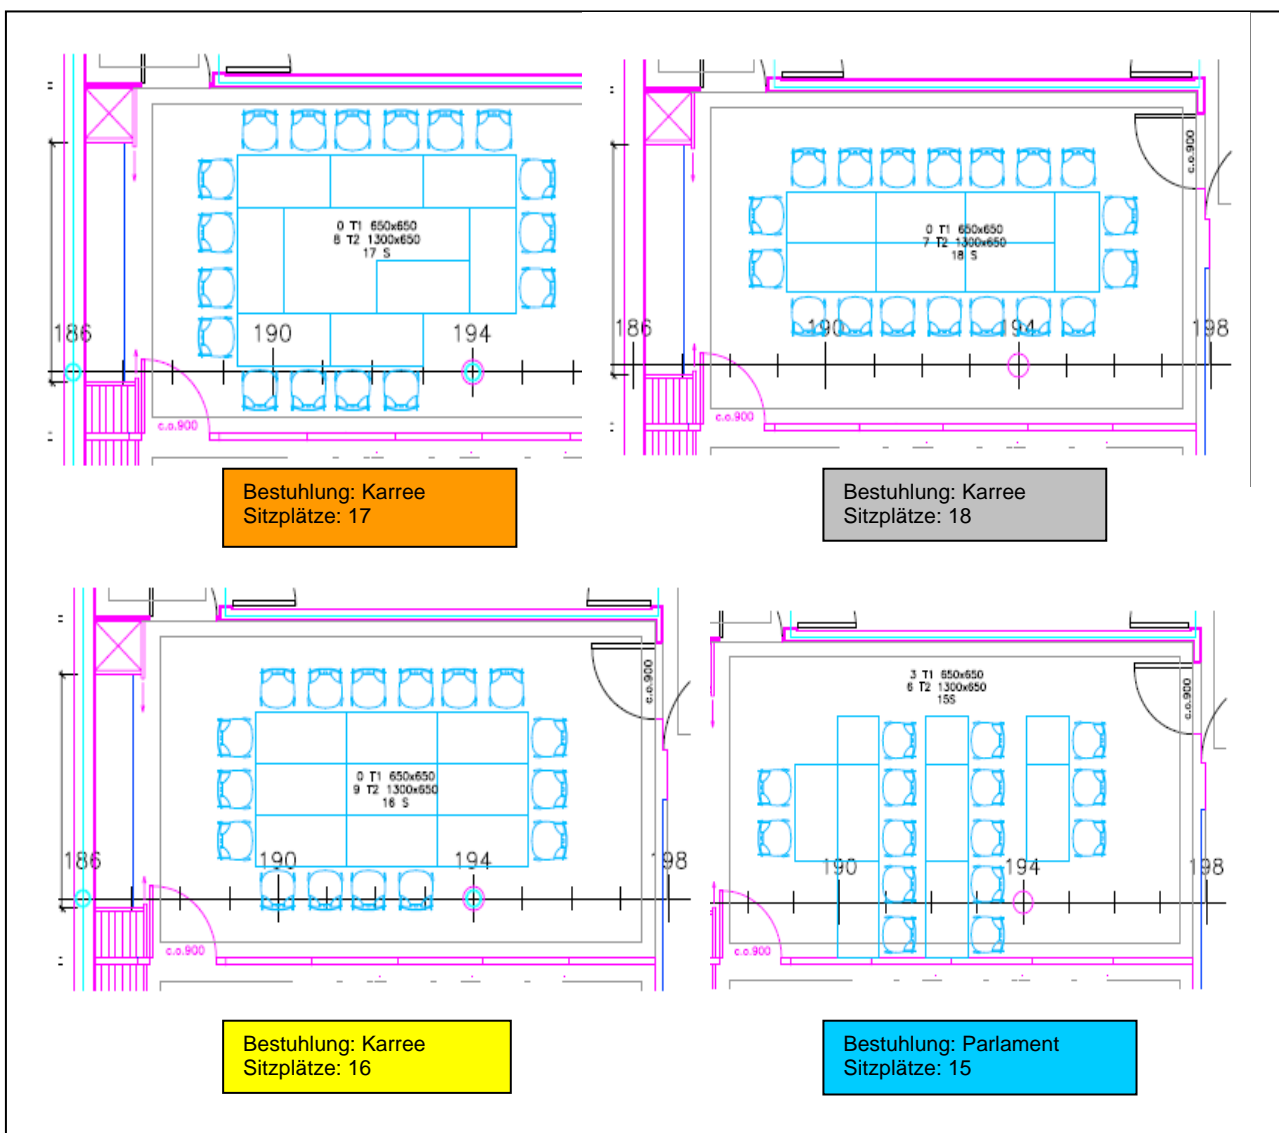 0 T1 650x650
8 T2 1300x650
17 S
186
190
194
c.o.900
Bestuhlung: Karree
Sitzplätze: 17
c.o.900
0 T1 650x650
7 T2 1300x650
18 S
186
190
194
198
c.o.900
Bestuhlung: Karree
Sitzplätze: 18
c.o.900
0 T1 650x650
9 T2 1300x650
16 S
186
190
194
198
c.o.900
Bestuhlung: Karree
Sitzplätze: 16
3 T1 650x650
6 T2 1300x650
15S
c.o.900
190
194
198
c.o.900
Bestuhlung: Parlament
Sitzplätze: 15